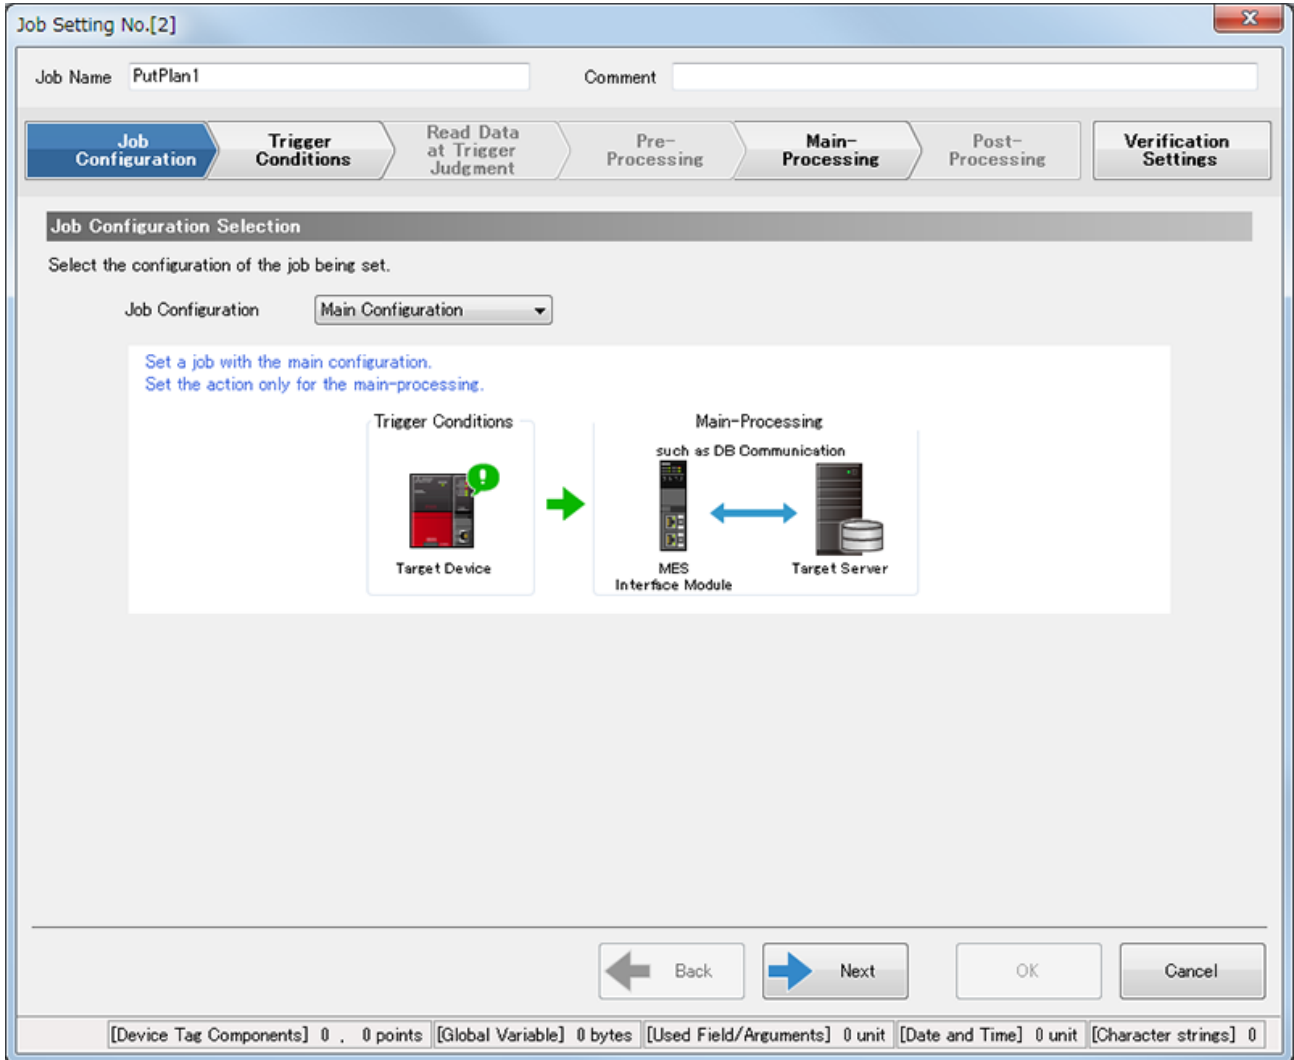 Job Setting No.[2]
Job Name PutPlan1 Comment
Job
Configuration
Trigger
Conditions
Read Data
at Trigger
Judgment
Pre-
Processing
Main-
Processing
Post-
Processing
Verification
Settings
Job Configuration Selection
Select the configuration of the job being set.
Job Configuration Main Configuration
Set a job with the main configuration.
Set the action only for the main-processing.
Trigger Conditions
Main-Processing
such as DB Communication
Target Device
MES
Interface Module
Target Server
Back Next OK Cancel
[Device Tag Components] 0 , 0 points [Global Variable] 0 bytes [Used Field/Arguments] 0 unit [Date and Time] 0 unit [Character strings] 0